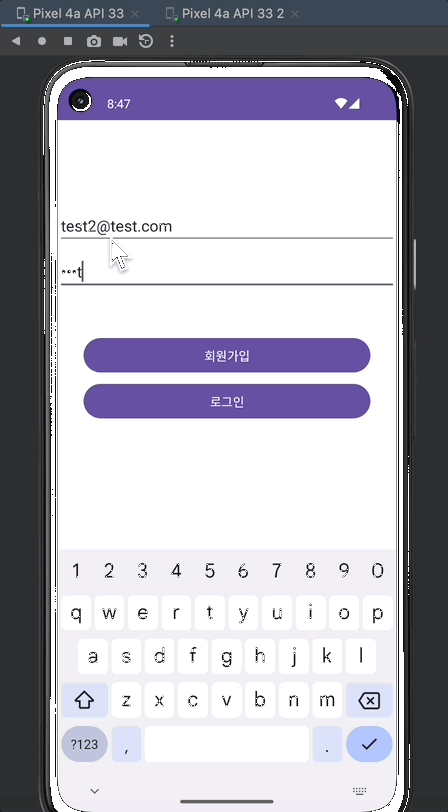 Pixel 4a API 33
Pixel 4a API 33 2
8:47
test2@test.com
•••t
회원가입
로그인
1 2 3 4 5 6 7 8 9 0
q w e r t y u i o p
a s d f g h j k l
z x c v b n m
?123 , .